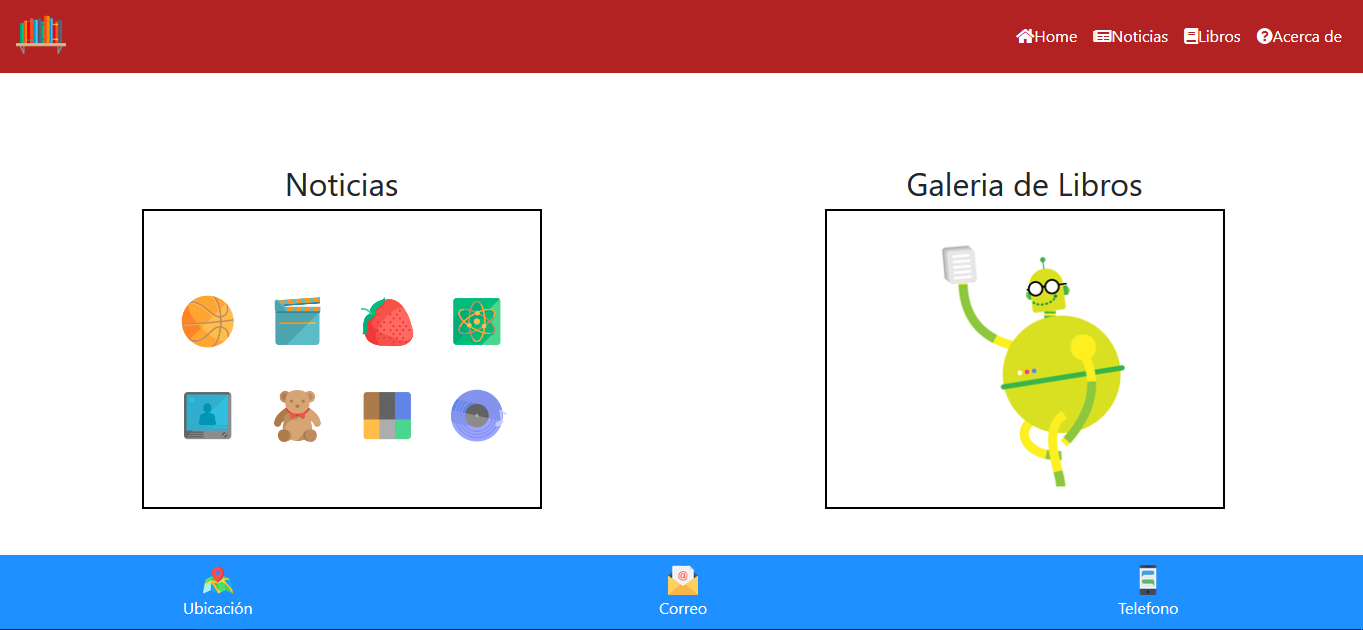 Home Noticias Libros Acerca de
Noticias
Galeria de Libros
Ubicación
Correo
Telefono